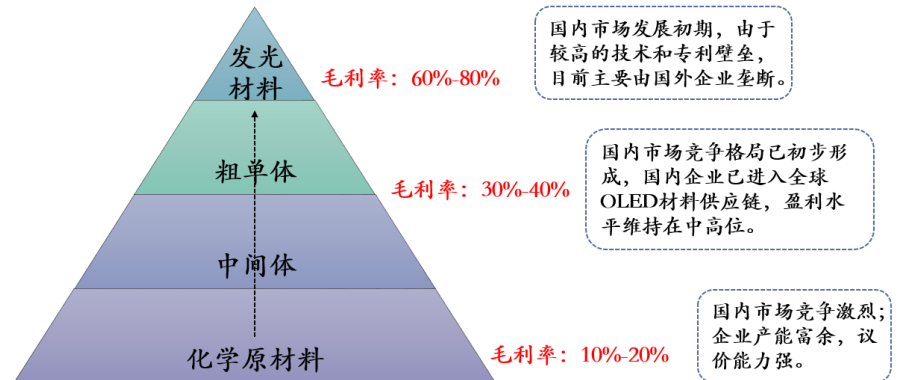 发光
材料
毛利率：60%-80%
国内市场发展初期，由于
较高的技术和专利壁垒，
目前主要由国外企业垄断。
粗单体
毛利率：30%-40%
国内市场竞争格局已初步形
成，国内企业已进入全球
OLED材料供应链，盈利水
平维持在中高位。
中间体
化学原材料
毛利率：10%-20%
国内市场竞争激烈；
企业产能富余，议
价能力强。